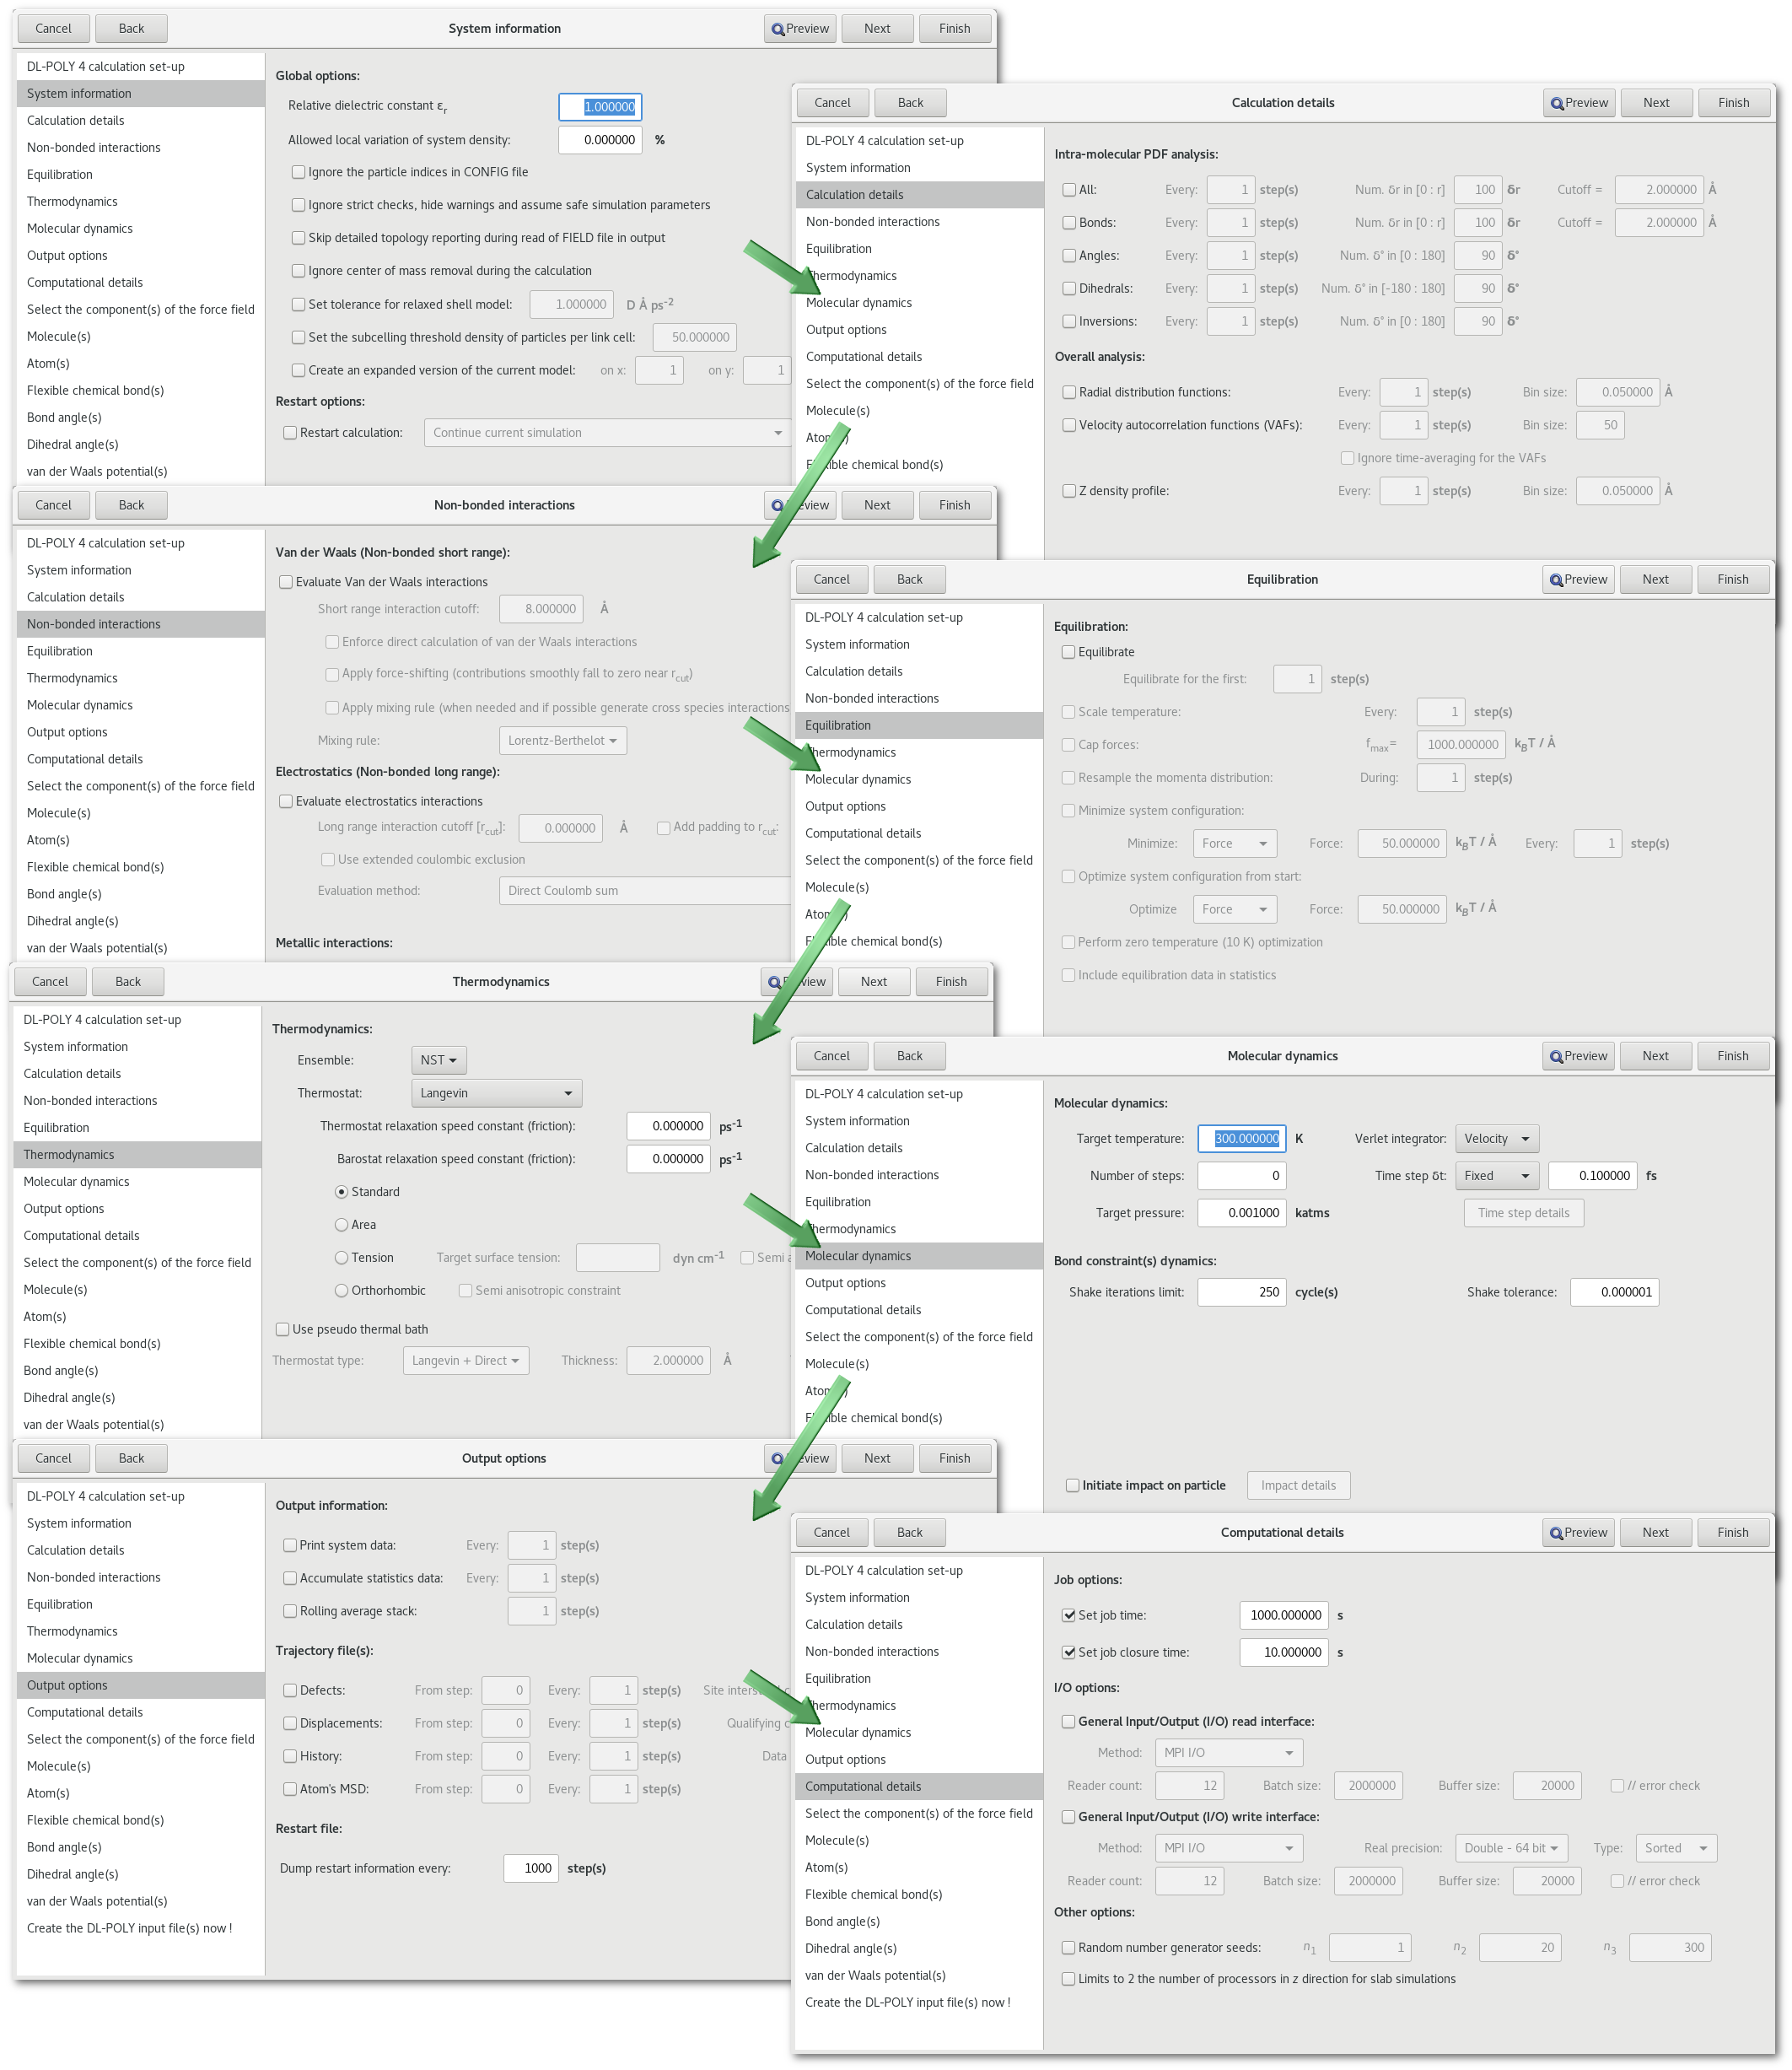 Cancel Back System information Preview Next Finish
DL-POLY 4 calculation set-up
System information
Calculation details
Non-bonded interactions
Equilibration
Thermodynamics
Molecular dynamics
Output options
Computational details
Select the component(s) of the force field
Molecule(s)
Atom(s)
Flexible chemical bond(s)
Bond angle(s)
Dihedral angle(s)
van der Waals potential(s)
Global options:
Relative dielectric constant εr 1.000000
Allowed local variation of system density: 0.000000 %
Ignore the particle indices in CONFIG file
Ignore strict checks, hide warnings and assume safe simulation parameters
Skip detailed topology reporting during read of FIELD file in output
Ignore center of mass removal during the calculation
Set tolerance for relaxed shell model: 1.000000 D Å ps-2
Set the subcelling threshold density of particles per link cell: 50.000000
Create an expanded version of the current model: on x: 1 on y: 1
Restart options:
Restart calculation: Continue current simulation
Cancel Back Calculation details Preview Next Finish
DL-POLY 4 calculation set-up
System information
Calculation details
Non-bonded interactions
Equilibration
Thermodynamics
Molecular dynamics
Output options
Computational details
Select the component(s) of the force field
Molecule(s)
Atom(s)
Flexible chemical bond(s)
Intra-molecular PDF analysis:
All: Every: 1 step(s) Num. δr in [0 : r] 100 δr Cutoff = 2.000000 Å
Bonds: Every: 1 step(s) Num. δr in [0 : r] 100 δr Cutoff = 2.000000 Å
Angles: Every: 1 step(s) Num. δ° in [0 : 180] 90 δ°
Dihedrals: Every: 1 step(s) Num. δ° in [-180 : 180] 90 δ°
Inversions: Every: 1 step(s) Num. δ° in [0 : 180] 90 δ°
Overall analysis:
Radial distribution functions: Every: 1 step(s) Bin size: 0.050000 Å
Velocity autocorrelation functions (VAFs): Every: 1 step(s) Bin size: 50
Ignore time-averaging for the VAFs
Z density profile: Every: 1 step(s) Bin size: 0.050000 Å
Cancel Back Non-bonded interactions Preview Next Finish
DL-POLY 4 calculation set-up
System information
Calculation details
Non-bonded interactions
Equilibration
Thermodynamics
Molecular dynamics
Output options
Computational details
Select the component(s) of the force field
Molecule(s)
Atom(s)
Flexible chemical bond(s)
Bond angle(s)
Dihedral angle(s)
van der Waals potential(s)
Van der Waals (Non-bonded short range):
Evaluate Van der Waals interactions
Short range interaction cutoff: 8.000000 Å
Enforce direct calculation of van der Waals interactions
Apply force-shifting (contributions smoothly fall to zero near rcut)
Apply mixing rule (when needed and if possible generate cross species interactions
Mixing rule: Lorentz-Berthelot
Electrostatics (Non-bonded long range):
Evaluate electrostatics interactions
Long range interaction cutoff [rcut]: 0.000000 Å Add padding to rcut:
Use extended coulombic exclusion
Evaluation method: Direct Coulomb sum
Metallic interactions:
Cancel Back Equilibration Preview Next Finish
DL-POLY 4 calculation set-up
System information
Calculation details
Non-bonded interactions
Equilibration
Thermodynamics
Molecular dynamics
Output options
Computational details
Select the component(s) of the force field
Molecule(s)
Atom(s)
Flexible chemical bond(s)
Equilibration:
Equilibrate
Equilibrate for the first: 1 step(s)
Scale temperature: Every: 1 step(s)
Cap forces: fmax= 1000.000000 kBT / Å
Resample the momenta distribution: During: 1 step(s)
Minimize system configuration:
Minimize: Force Force: 50.000000 kBT / Å Every: 1 step(s)
Optimize system configuration from start:
Optimize Force Force: 50.000000 kBT / Å
Perform zero temperature (10 K) optimization
Include equilibration data in statistics
Cancel Back Thermodynamics Preview Next Finish
DL-POLY 4 calculation set-up
System information
Calculation details
Non-bonded interactions
Equilibration
Thermodynamics
Molecular dynamics
Output options
Computational details
Select the component(s) of the force field
Molecule(s)
Atom(s)
Flexible chemical bond(s)
Bond angle(s)
Dihedral angle(s)
van der Waals potential(s)
Thermodynamics:
Ensemble: NST
Thermostat: Langevin
Thermostat relaxation speed constant (friction): 0.000000 ps-1
Barostat relaxation speed constant (friction): 0.000000 ps-1
Standard
Area
Tension Target surface tension: dyn cm-1 Semi a
Orthorhombic Semi anisotropic constraint
Use pseudo thermal bath
Thermostat type: Langevin + Direct Thickness: 2.000000 Å
Cancel Back Molecular dynamics Preview Next Finish
DL-POLY 4 calculation set-up
System information
Calculation details
Non-bonded interactions
Equilibration
Thermodynamics
Molecular dynamics
Output options
Computational details
Select the component(s) of the force field
Molecule(s)
Atom(s)
Flexible chemical bond(s)
Molecular dynamics:
Target temperature: 300.000000 K Verlet integrator: Velocity
Number of steps: 0 Time step δt: Fixed 0.100000 fs
Target pressure: 0.001000 katms Time step details
Bond constraint(s) dynamics:
Shake iterations limit: 250 cycle(s) Shake tolerance: 0.000001
Initiate impact on particle Impact details
Cancel Back Output options Preview Next Finish
DL-POLY 4 calculation set-up
System information
Calculation details
Non-bonded interactions
Equilibration
Thermodynamics
Molecular dynamics
Output options
Computational details
Select the component(s) of the force field
Molecule(s)
Atom(s)
Flexible chemical bond(s)
Bond angle(s)
Dihedral angle(s)
van der Waals potential(s)
Create the DL-POLY input file(s) now !
Output information:
Print system data: Every: 1 step(s)
Accumulate statistics data: Every: 1 step(s)
Rolling average stack: 1 step(s)
Trajectory file(s):
Defects: From step: 0 Every: 1 step(s) Site
Displacements: From step: 0 Every: 1 step(s) Qualifying
History: From step: 0 Every: 1 step(s) Data
Atom's MSD: From step: 0 Every: 1 step(s)
Restart file:
Dump restart information every: 1000 step(s)
Cancel Back Computational details Preview Next Finish
DL-POLY 4 calculation set-up
System information
Calculation details
Non-bonded interactions
Equilibration
Thermodynamics
Molecular dynamics
Output options
Computational details
Select the component(s) of the force field
Molecule(s)
Atom(s)
Flexible chemical bond(s)
Bond angle(s)
Dihedral angle(s)
van der Waals potential(s)
Create the DL-POLY input file(s) now !
Job options:
Set job time: 1000.000000 s
Set job closure time: 10.000000 s
I/O options:
General Input/Output (I/O) read interface:
Method: MPI I/O
Reader count: 12 Batch size: 2000000 Buffer size: 20000 // error check
General Input/Output (I/O) write interface:
Method: MPI I/O Real precision: Double - 64 bit Type: Sorted
Reader count: 12 Batch size: 2000000 Buffer size: 20000 // error check
Other options:
Random number generator seeds: n1 1 n2 20 n3 300
Limits to 2 the number of processors in z direction for slab simulations